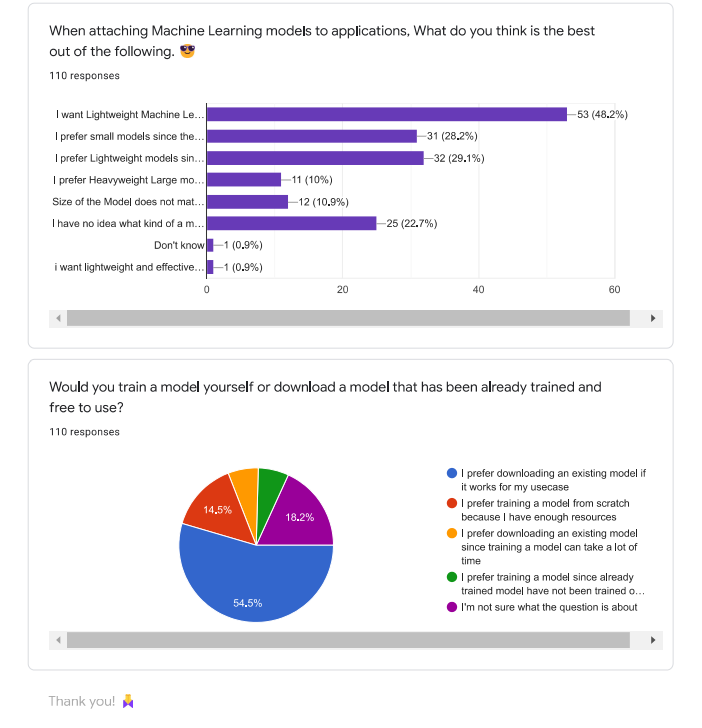 When attaching Machine Learning models to applications, What do you think is the best
out of the following. 😎
110 responses
I want Lightweight Machine Le... 53 (48.2%)
I prefer small models since the... 31 (28.2%)
I prefer Lightweight models sin... 32 (29.1%)
I prefer Heavyweight Large mo... 11 (10%)
Size of the Model does not mat... 12 (10.9%)
I have no idea what kind of a m... 25 (22.7%)
Don't know 1 (0.9%)
i want lightweight and effective... 1 (0.9%)
0 20 40 60
Would you train a model yourself or download a model that has been already trained and
free to use?
110 responses
14.5%
18.2%
54.5%
I prefer downloading an existing model if
it works for my usecase
I prefer training a model from scratch
because I have enough resources
I prefer downloading an existing model
since training a model can take a lot of
time
I prefer training a model since already
trained model have not been trained o...
I'm not sure what the question is about
Thank you!